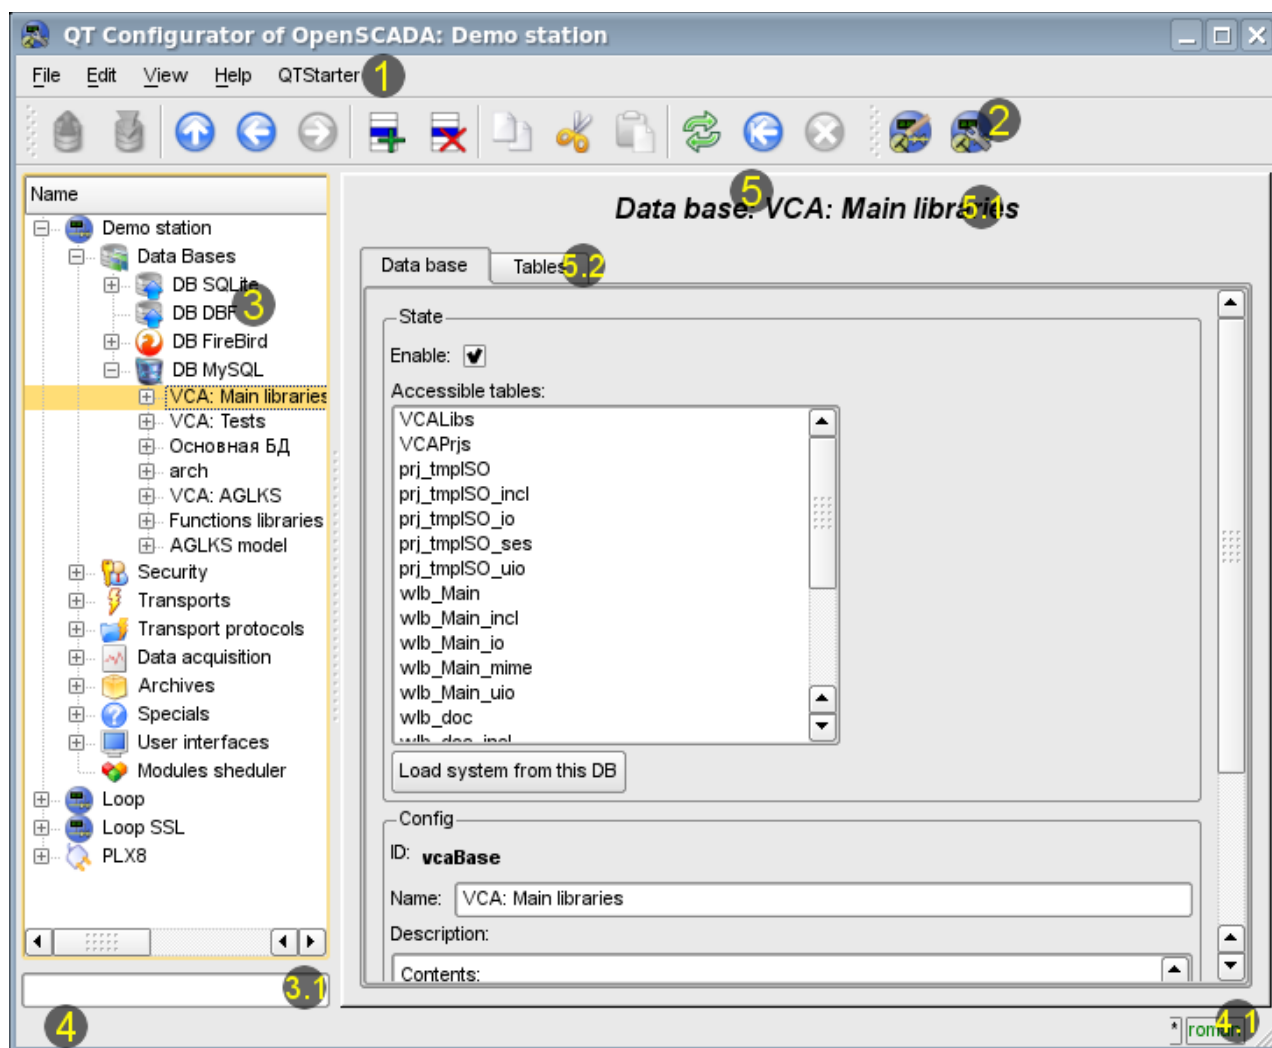 QT Configurator of OpenSCADA: Demo station
File Edit View Help QTStarter 1
2
Name
Demo station
Data Bases
DB SQLite
3
DB DBF
DB FireBird
DB MySQL
VCA: Main libraries
VCA: Tests
Основная БД
arch
VCA: AGLKS
Functions libraries
AGLKS model
Security
Transports
Transport protocols
Data acquisition
Archives
Specials
User interfaces
Modules sheduler
Loop
Loop SSL
PLX8
3.1
4
5
Data base: VCA: Main libraries
5.1
Data base Tables 5.2
State
Enable:
Accessible tables:
VCALibs
VCAPrjs
prj_tmplSO
prj_tmplSO_incl
prj_tmplSO_io
prj_tmplSO_ses
prj_tmplSO_uio
wlb_Main
wlb_Main_incl
wlb_Main_io
wlb_Main_mime
wlb_Main_uio
wlb_doc
wlb_doc_incl
Load system from this DB
Config
ID: vcaBase
Name: VCA: Main libraries
Description:
Contents:
* 4.1